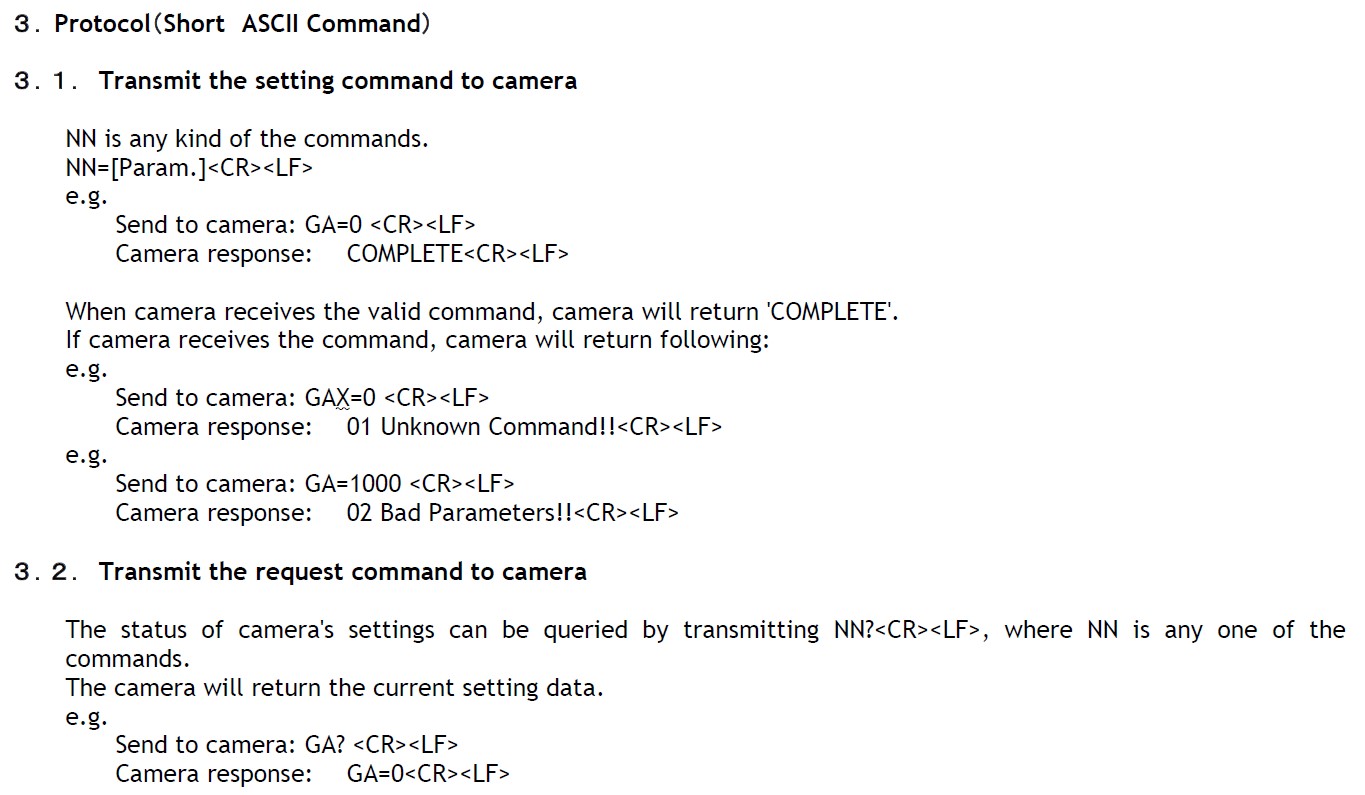 3. Protocol(Short ASCII Command)
3.1. Transmit the setting command to camera
NN is any kind of the commands.
NN=[Param.]<CR><LF>
e.g.
Send to camera: GA=0 <CR><LF>
Camera response: COMPLETE<CR><LF>
When camera receives the valid command, camera will return 'COMPLETE'.
If camera receives the command, camera will return following:
e.g.
Send to camera: GAX=0 <CR><LF>
Camera response: 01 Unknown Command!!<CR><LF>
e.g.
Send to camera: GA=1000 <CR><LF>
Camera response: 02 Bad Parameters!!<CR><LF>
3.2. Transmit the request command to camera
The status of camera's settings can be queried by transmitting NN?<CR><LF>, where NN is any one of the
commands.
The camera will return the current setting data.
e.g.
Send to camera: GA? <CR><LF>
Camera response: GA=0<CR><LF>